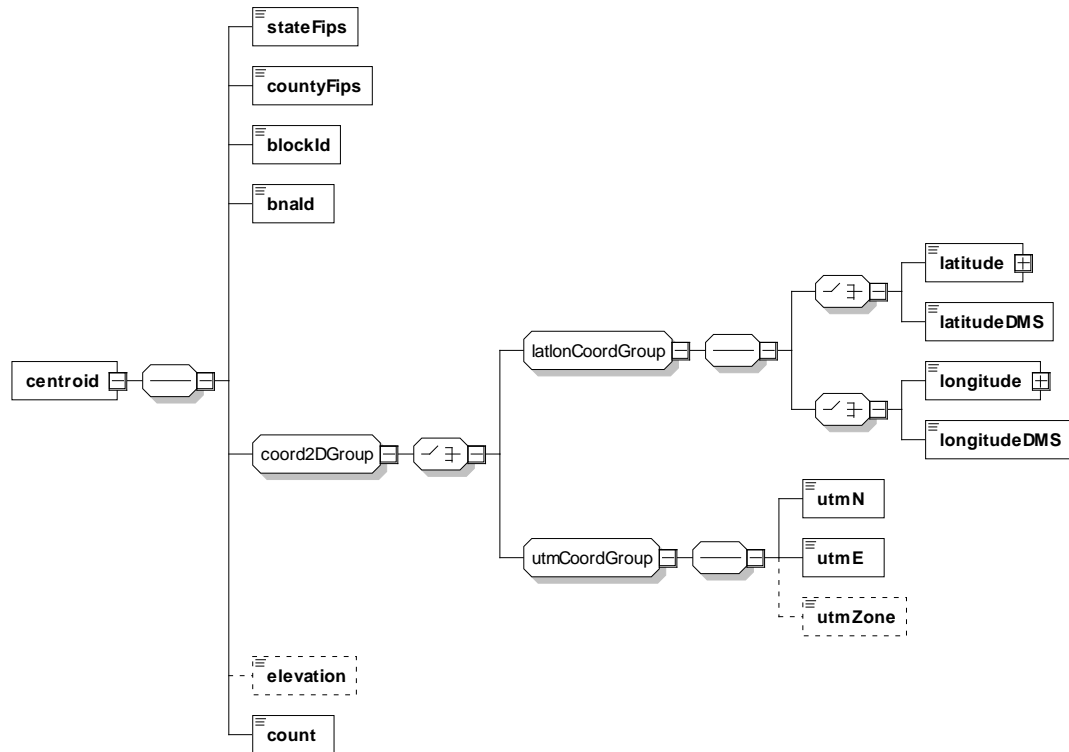 stateFips
countyFips
blockId
bnaId
latitude
latitudeDMS
latlonCoordGroup
centroid
longitude
longitudeDMS
coord2DGroup
utmN
utmCoordGroup
utmE
utmZone
elevation
count